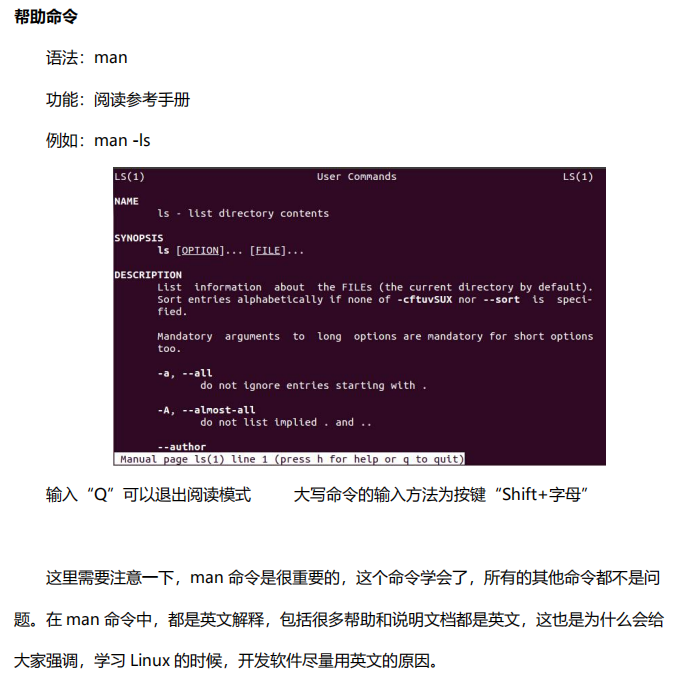 帮助命令
语法：man
功能：阅读参考手册
例如：man -ls
LS(1) User Commands LS(1)
NAME
ls - list directory contents
SYNOPSIS
ls [OPTION]... [FILE]...
DESCRIPTION
List information about the FILEs (the current directory by default).
Sort entries alphabetically if none of -cftuvSUX nor --sort is speci-
fied.
Mandatory arguments to long options are mandatory for short options
too.
-a, --all
do not ignore entries starting with .
-A, --almost-all
do not list implied . and ..
--author
Manual page ls(1) line 1 (press h for help or q to quit)
输入“Q”可以退出阅读模式 大写命令的输入方法为按键“Shift+字母”
这里需要注意一下，man 命令是很重要的，这个命令学会了，所有的其他命令都不是问
题。在 man 命令中，都是英文解释，包括很多帮助和说明文档都是英文，这也是为什么会给
大家强调，学习 Linux 的时候，开发软件尽量用英文的原因。